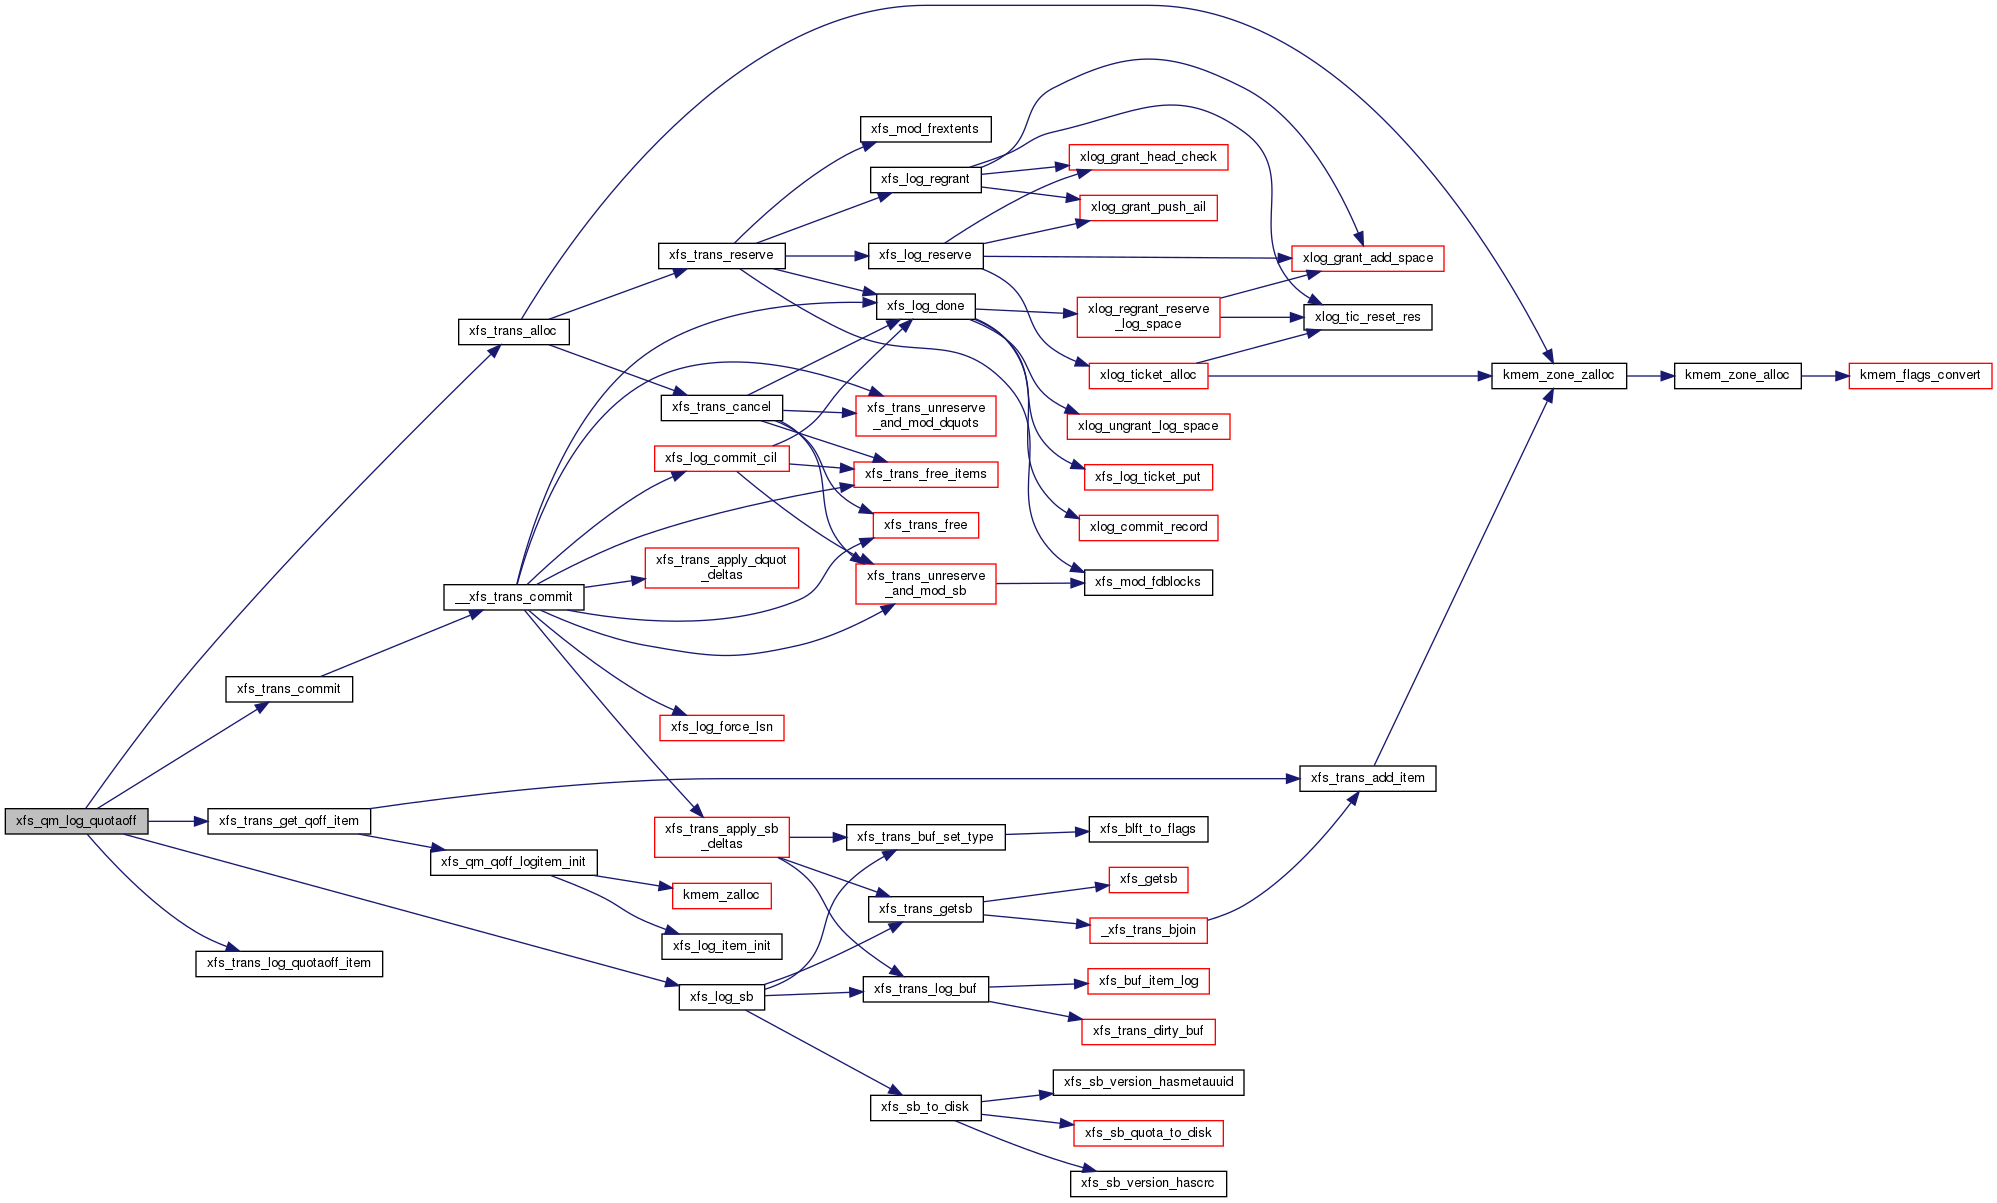 xfs_mod_frextents
xlog_grant_head_check
xfs_log_regrant
xlog_grant_push_ail
xfs_trans_reserve
xfs_log_reserve
xlog_grant_add_space
xfs_log_done
xlog_regrant_reserve
_log_space
xlog_tic_reset_res
xfs_trans_alloc
xlog_ticket_alloc
kmem_zone_zalloc
kmem_zone_alloc
kmem_flags_convert
xfs_trans_cancel
xfs_trans_unreserve
_and_mod_dquots
xlog_ungrant_log_space
xfs_log_commit_cil
xfs_trans_free_items
xfs_log_ticket_put
xfs_trans_free
xlog_commit_record
xfs_trans_apply_dquot
_deltas
xfs_trans_unreserve
_and_mod_sb
xfs_mod_fdblocks
__xfs_trans_commit
xfs_trans_commit
xfs_log_force_lsn
xfs_trans_add_item
xfs_qm_log_quotaoff
xfs_trans_get_qoff_item
xfs_trans_apply_sb
_deltas
xfs_trans_buf_set_type
xfs_blft_to_flags
xfs_qm_qoff_logitem_init
xfs_getsb
kmem_zalloc
xfs_trans_getsb
_xfs_trans_bjoin
xfs_log_item_init
xfs_trans_log_quotaoff_item
xfs_buf_item_log
xfs_log_sb
xfs_trans_log_buf
xfs_trans_dirty_buf
xfs_sb_version_hasmetauuid
xfs_sb_to_disk
xfs_sb_quota_to_disk
xfs_sb_version_hascrc